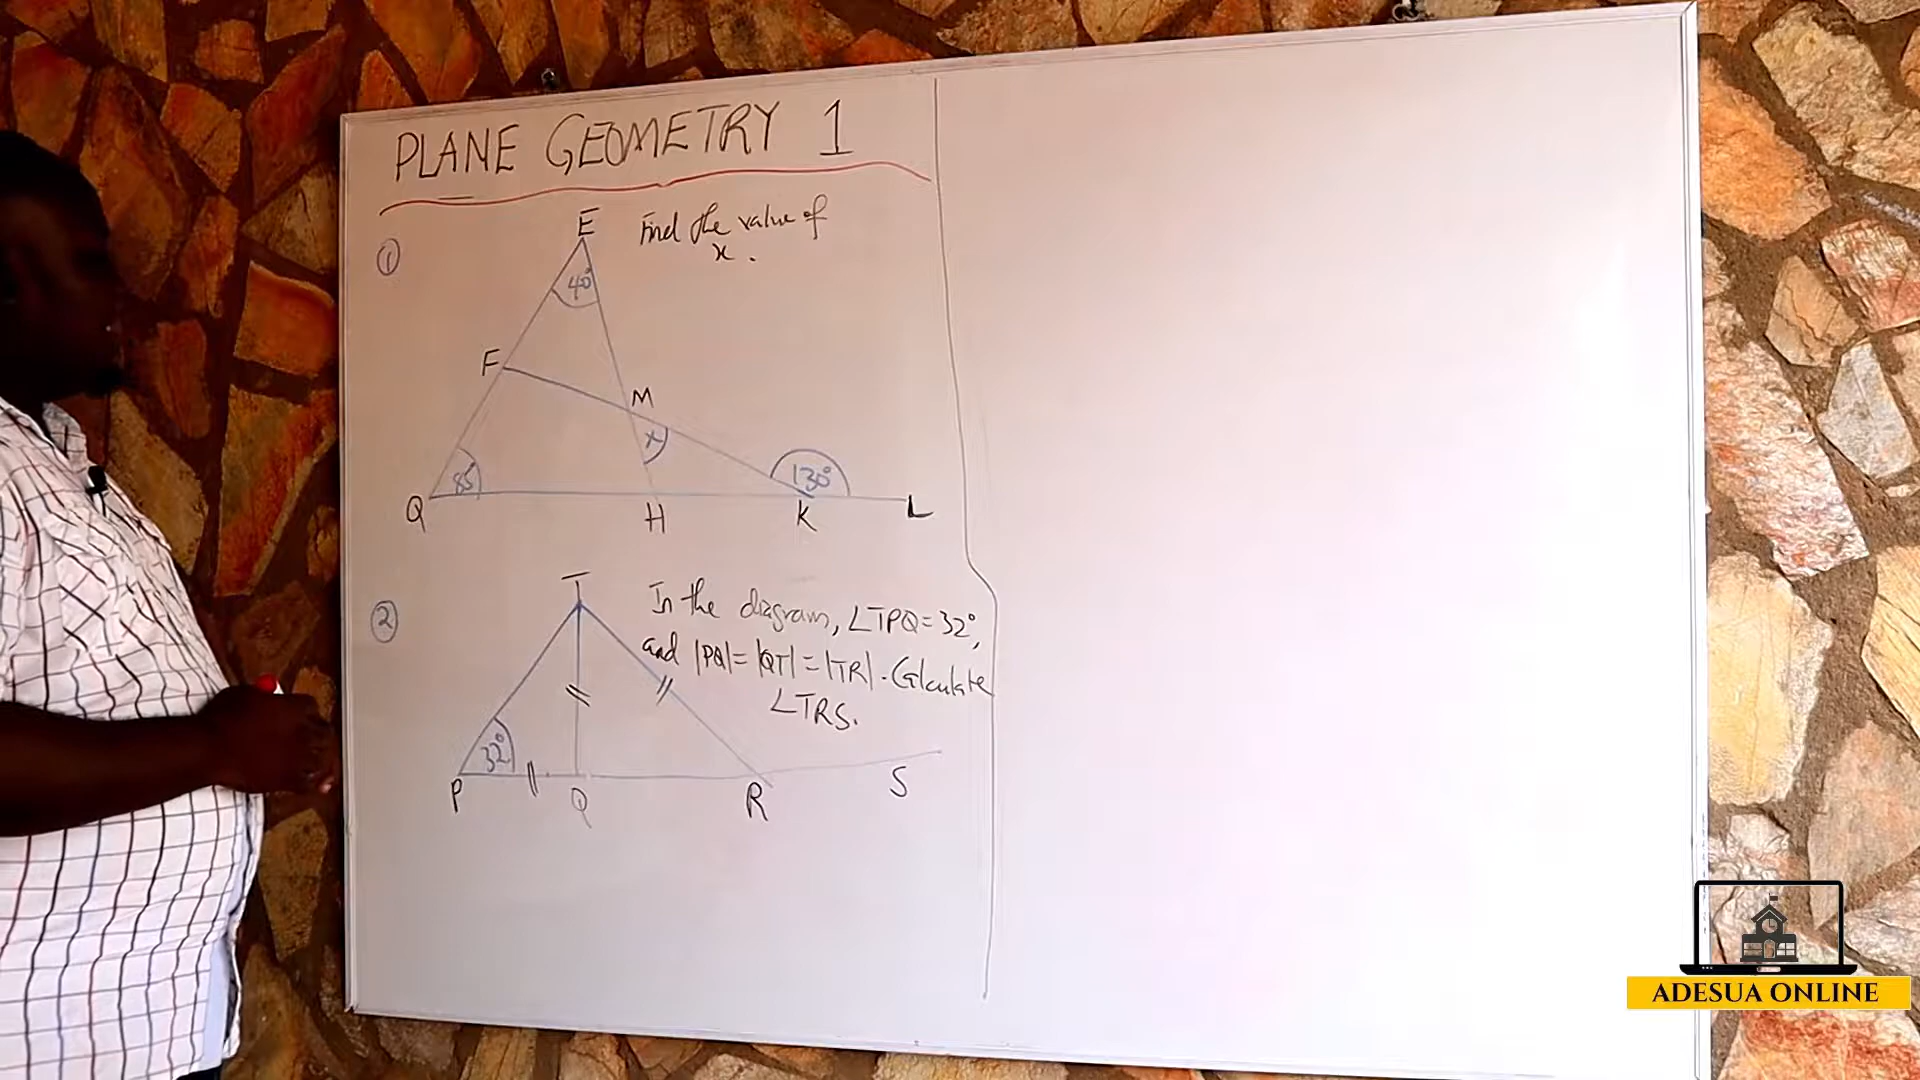 PLANE GEOMETRY 1
①
E
Find the value of
x.
40°
F
M
x
85°
130°
Q
H
K
L
②
T
In the diagram, ∠TPQ=32°,
and |PQ|=|QT|=|TR|. Calculate
∠TRS.
32°
P
Q
R
S
ADESUA ONLINE